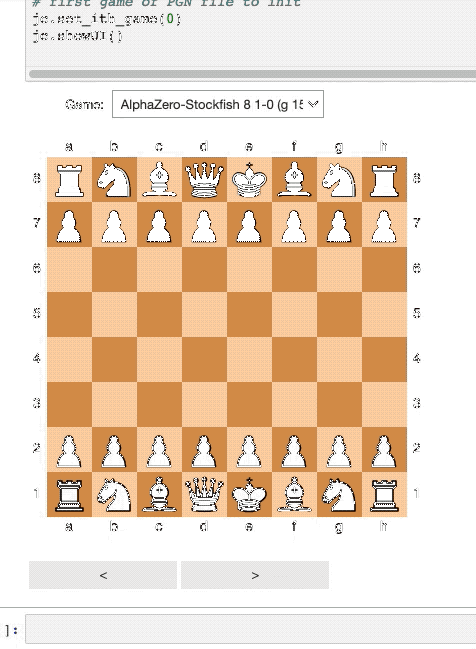 # first game of PGN file to init
jc.set_ith_game(0)
jc.showUI()
Game: AlphaZero-Stockfish 8 1-0 (g 15
a b c d e f g h
8 8
7 7
6 6
5 5
4 4
3 3
2 2
1 1
a b c d e f g h
< >
]: